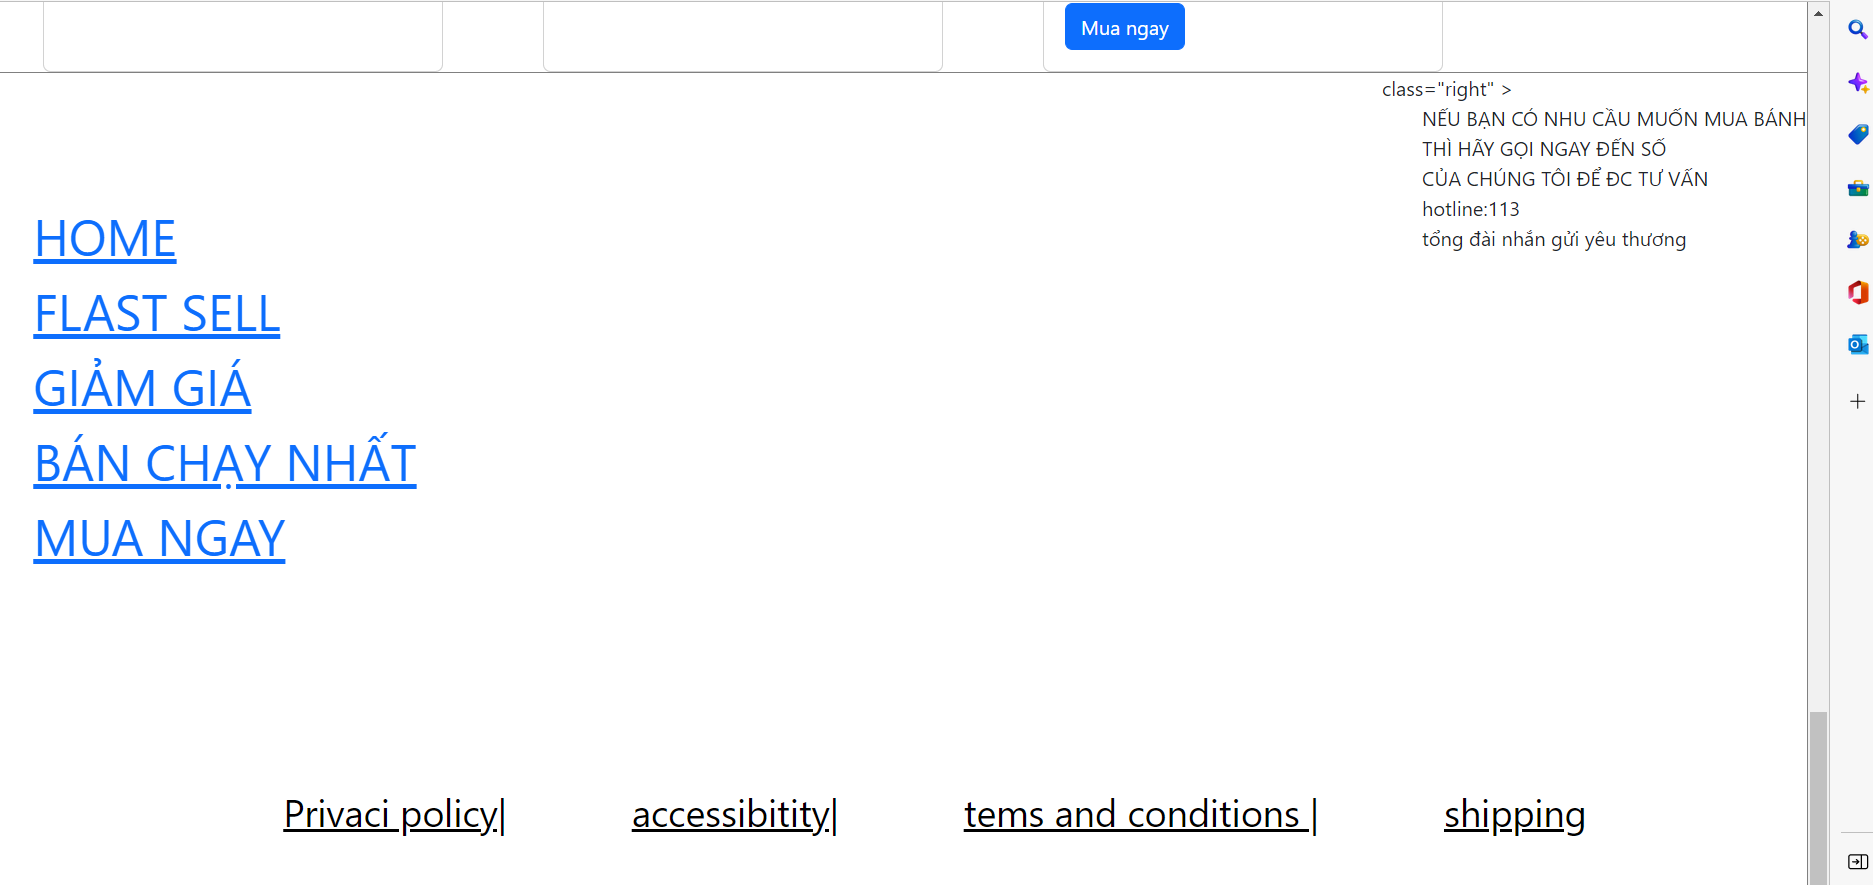 Mua ngay
class="right" >
NẾU BẠN CÓ NHU CẦU MUỐN MUA BÁNH
THÌ HÃY GỌI NGAY ĐẾN SỐ
CỦA CHÚNG TÔI ĐỂ ĐC TƯ VẤN
hotline:113
tổng đài nhắn gửi yêu thương
HOME
FLAST SELL
GIẢM GIÁ
BÁN CHẠY NHẤT
MUA NGAY
Privaci policy| accessibitity| tems and conditions | shipping